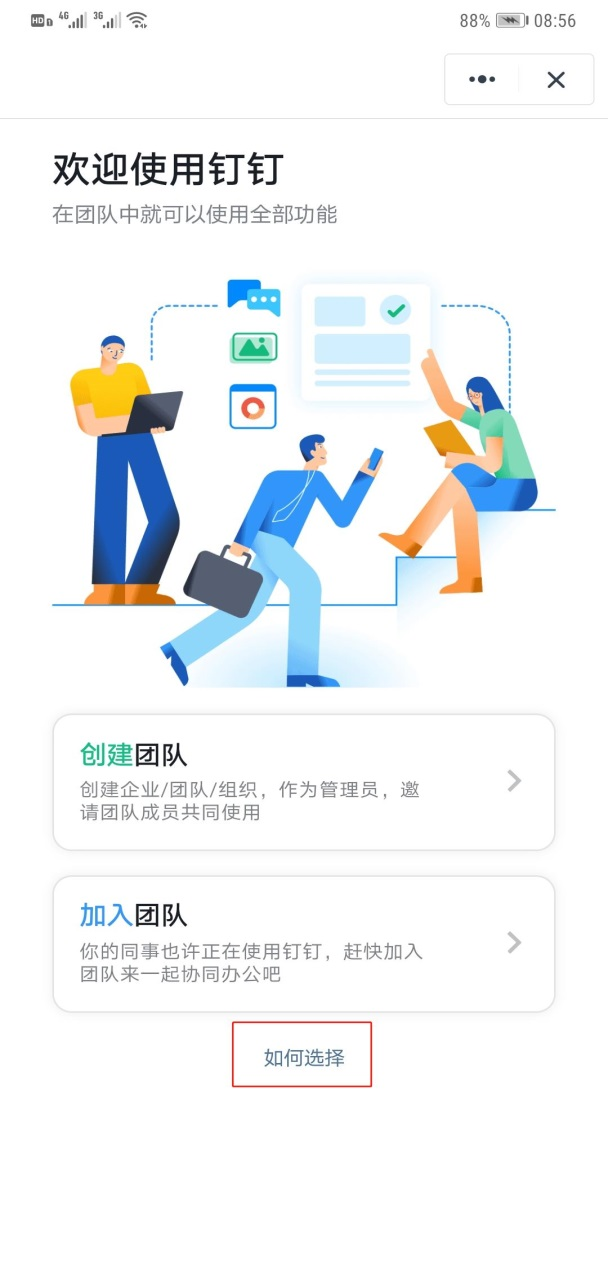 HD 4G 3G 88% 08:56
欢迎使用钉钉
在团队中就可以使用全部功能
创建团队
创建企业/团队/组织，作为管理员，邀
请团队成员共同使用
加入团队
你的同事也许正在使用钉钉，赶快加入
团队来一起协同办公吧
如何选择